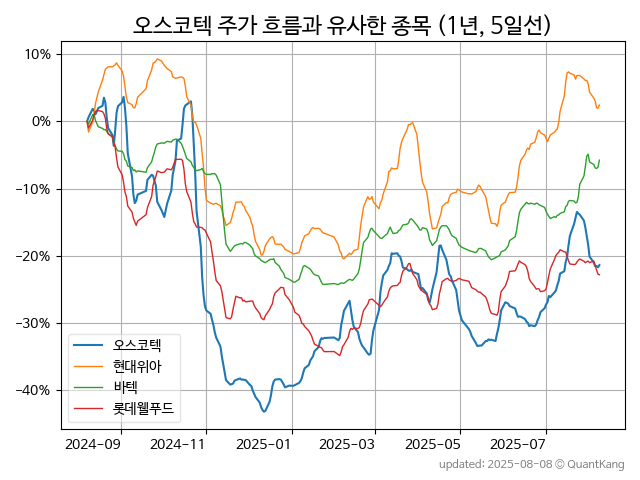 오스코텍 주가 흐름과 유사한 종목 (1년, 5일선)
10%
0%
−10%
−20%
−30%
−40%
오스코텍
현대위아
바텍
롯데웰푸드
2024-09
2024-11
2025-01
2025-03
2025-05
2025-07
updated: 2025-08-08 © QuantKang